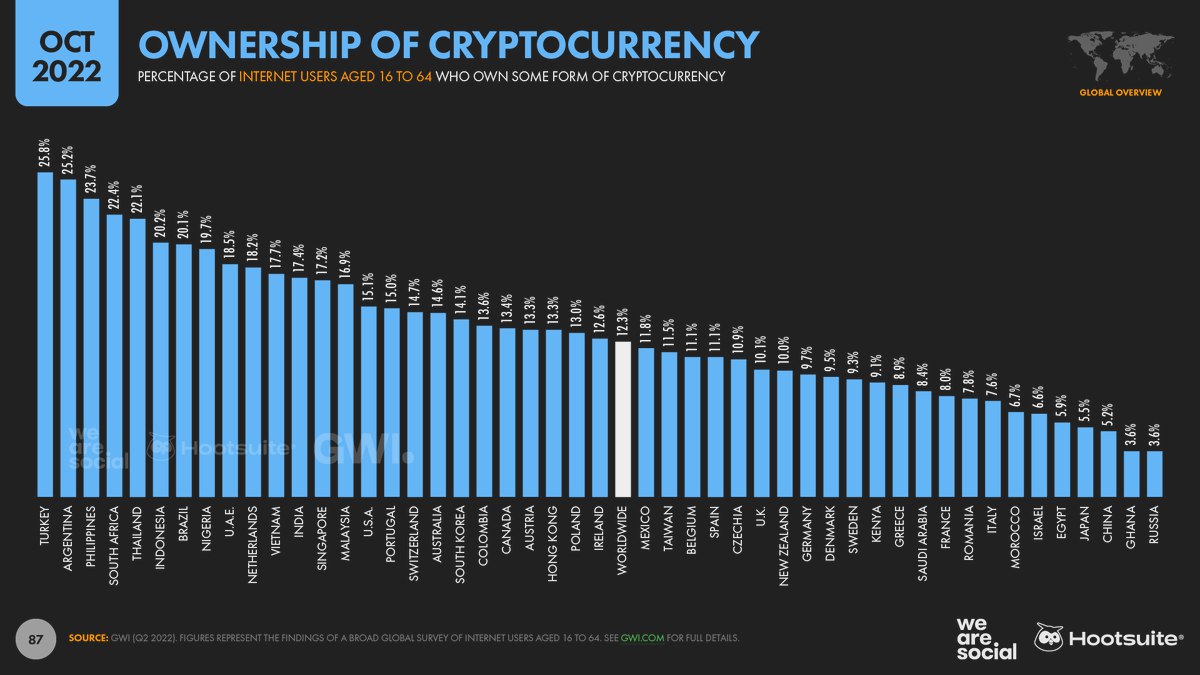 OCT
2022
OWNERSHIP OF CRYPTOCURRENCY
PERCENTAGE OF INTERNET USERS AGED 16 TO 64 WHO OWN SOME FORM OF CRYPTOCURRENCY
GLOBAL OVERVIEW
25.8%
25.2%
23.7%
22.4%
22.1%
20.2%
20.1%
19.7%
18.5%
18.2%
17.7%
17.4%
17.2%
16.9%
15.1%
15.0%
14.7%
14.6%
14.1%
13.6%
13.4%
13.3%
13.3%
13.0%
12.6%
12.3%
11.8%
11.5%
11.1%
11.1%
10.9%
10.1%
10.0%
9.7%
9.5%
9.3%
9.1%
8.9%
8.4%
8.0%
7.8%
7.6%
6.7%
6.6%
5.9%
5.5%
5.2%
3.6%
3.6%
we
are
social
Hootsuite®
GWI.
TURKEY
ARGENTINA
PHILIPPINES
SOUTH AFRICA
THAILAND
INDONESIA
BRAZIL
NIGERIA
U.A.E.
NETHERLANDS
VIETNAM
INDIA
SINGAPORE
MALAYSIA
U.S.A.
PORTUGAL
SWITZERLAND
AUSTRALIA
SOUTH KOREA
COLOMBIA
CANADA
AUSTRIA
HONG KONG
POLAND
IRELAND
WORLDWIDE
MEXICO
TAIWAN
BELGIUM
SPAIN
CZECHIA
U.K.
NEW ZEALAND
GERMANY
DENMARK
SWEDEN
KENYA
GREECE
SAUDI ARABIA
FRANCE
ROMANIA
ITALY
MOROCCO
ISRAEL
EGYPT
JAPAN
CHINA
GHANA
RUSSIA
87
SOURCE: GWI (Q2 2022). FIGURES REPRESENT THE FINDINGS OF A BROAD GLOBAL SURVEY OF INTERNET USERS AGED 16 TO 64. SEE GWI.COM FOR FULL DETAILS.
we
are
social
Hootsuite®